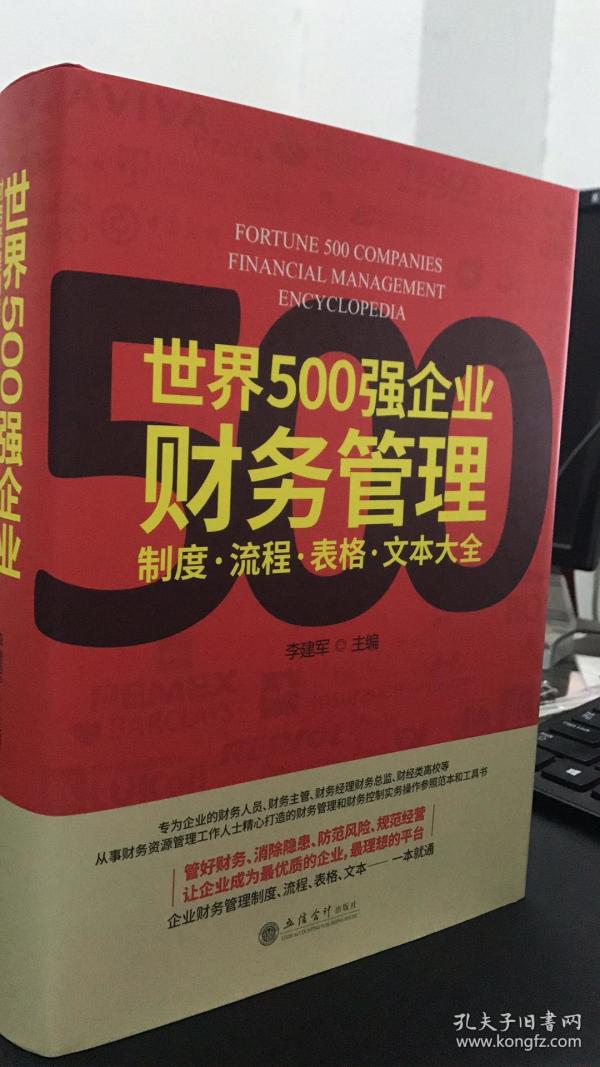 世界500强企业
AVIVA
FORTUNE 500 COMPANIES
FINANCIAL MANAGEMENT
ENCYCLOPEDIA
500
世界500强企业
财务管理
制度·流程·表格·文本大全
李建军 主编
PEMEX
BARCLAYS
专为企业的财务人员、财务主管、财务经理财务总监、财经类高校等
从事财务资源管理工作人士精心打造的财务管理和财务控制实务操作参照范本和工具书
管好财务、消除隐患、防范风险、规范经营
让企业成为最优质的企业,最理想的平台
企业财务管理制度、流程、表格、文本——一本就通
立信会计出版社
LIXIN ACCOUNTING PUBLISHING HOUSE
孔夫子旧书网
www.kongfz.com